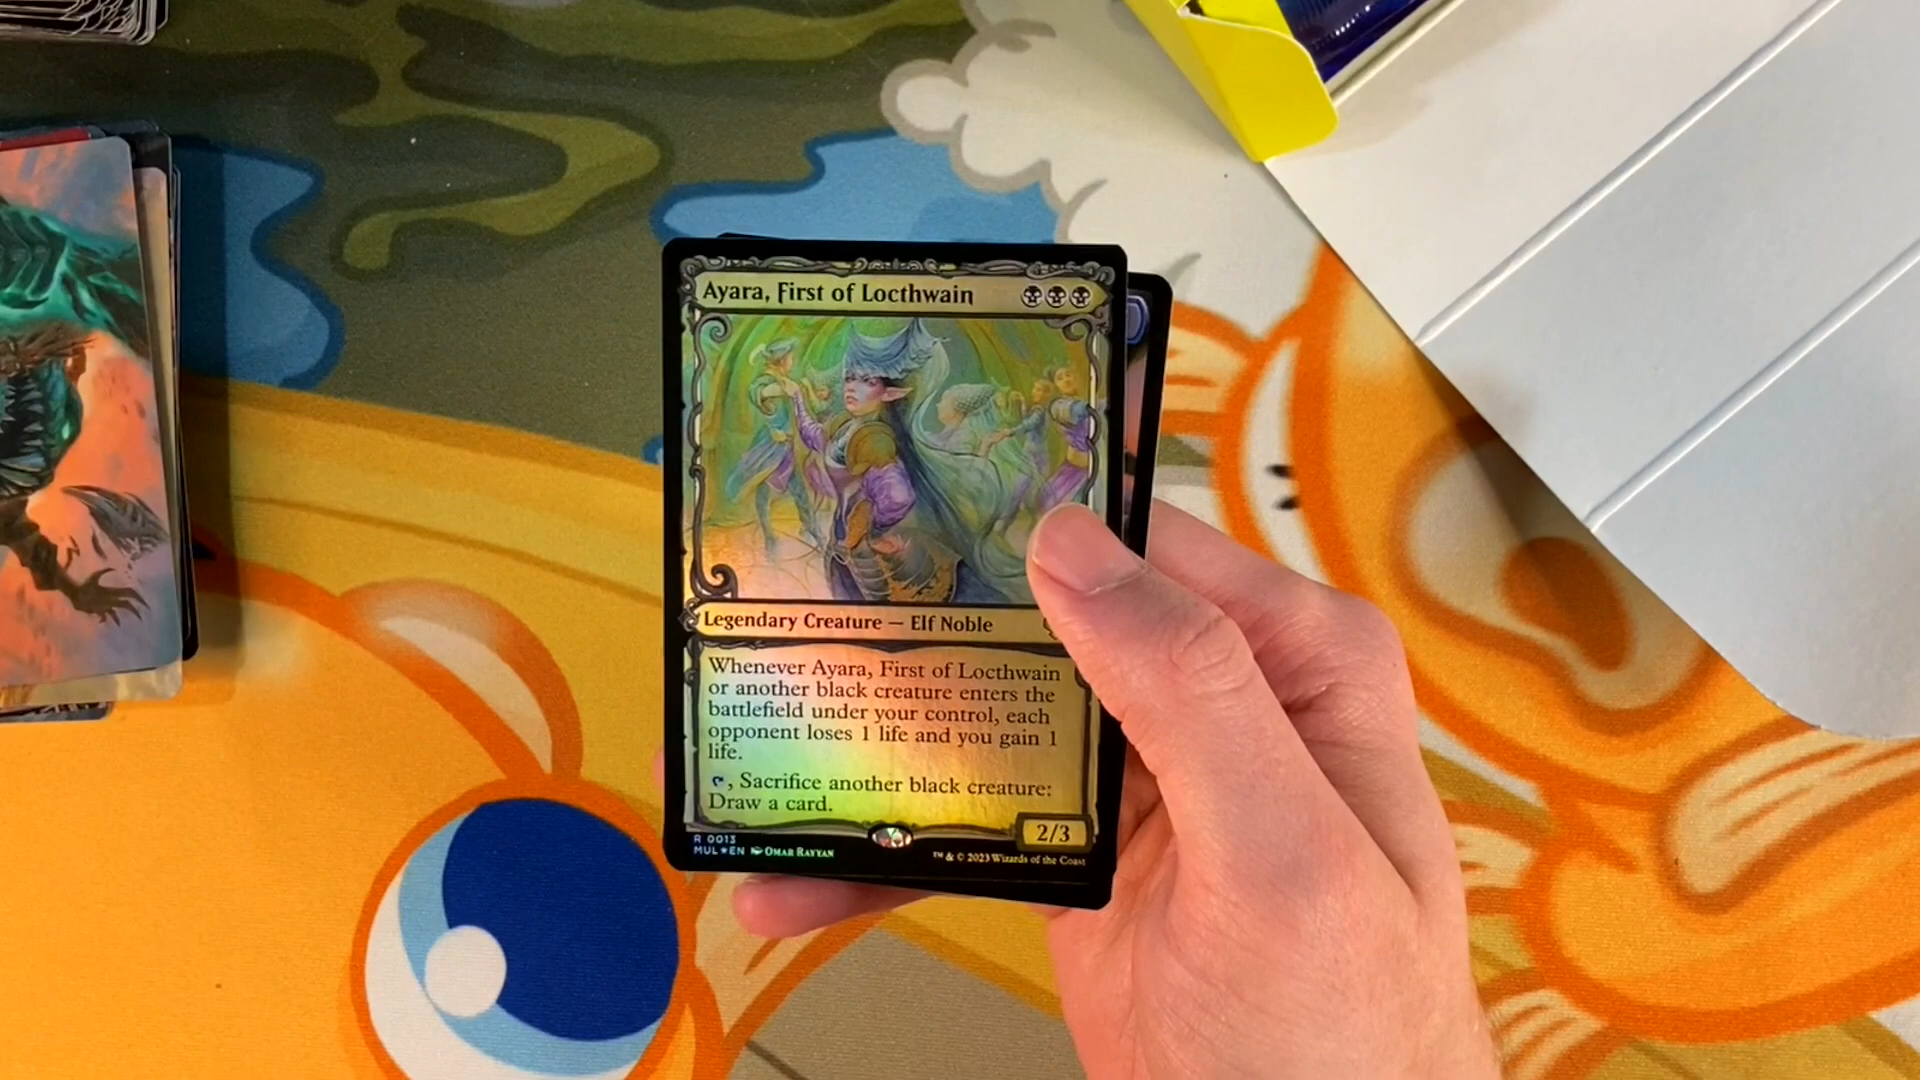 Ayara, First of Locthwain
Legendary Creature — Elf Noble
Whenever Ayara, First of Locthwain
or another black creature enters the
battlefield under your control, each
opponent loses 1 life and you gain 1
life.
, Sacrifice another black creature:
Draw a card.
2/3
R 0013
MUL★EN Omar Rayyan
™ & © 2023 Wizards of the Coast